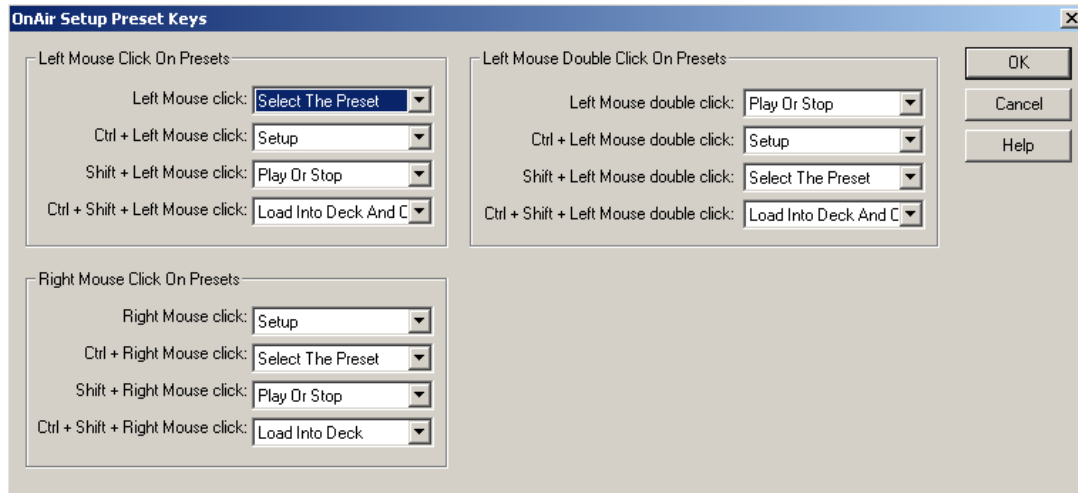 OnAir Setup Preset Keys
Left Mouse Click On Presets
Left Mouse click: Select The Preset
Ctrl + Left Mouse click: Setup
Shift + Left Mouse click: Play Or Stop
Ctrl + Shift + Left Mouse click: Load Into Deck And C
Left Mouse Double Click On Presets
Left Mouse double click: Play Or Stop
Ctrl + Left Mouse double click: Setup
Shift + Left Mouse double click: Select The Preset
Ctrl + Shift + Left Mouse double click: Load Into Deck And C
OK
Cancel
Help
Right Mouse Click On Presets
Right Mouse click: Setup
Ctrl + Right Mouse click: Select The Preset
Shift + Right Mouse click: Play Or Stop
Ctrl + Shift + Right Mouse click: Load Into Deck